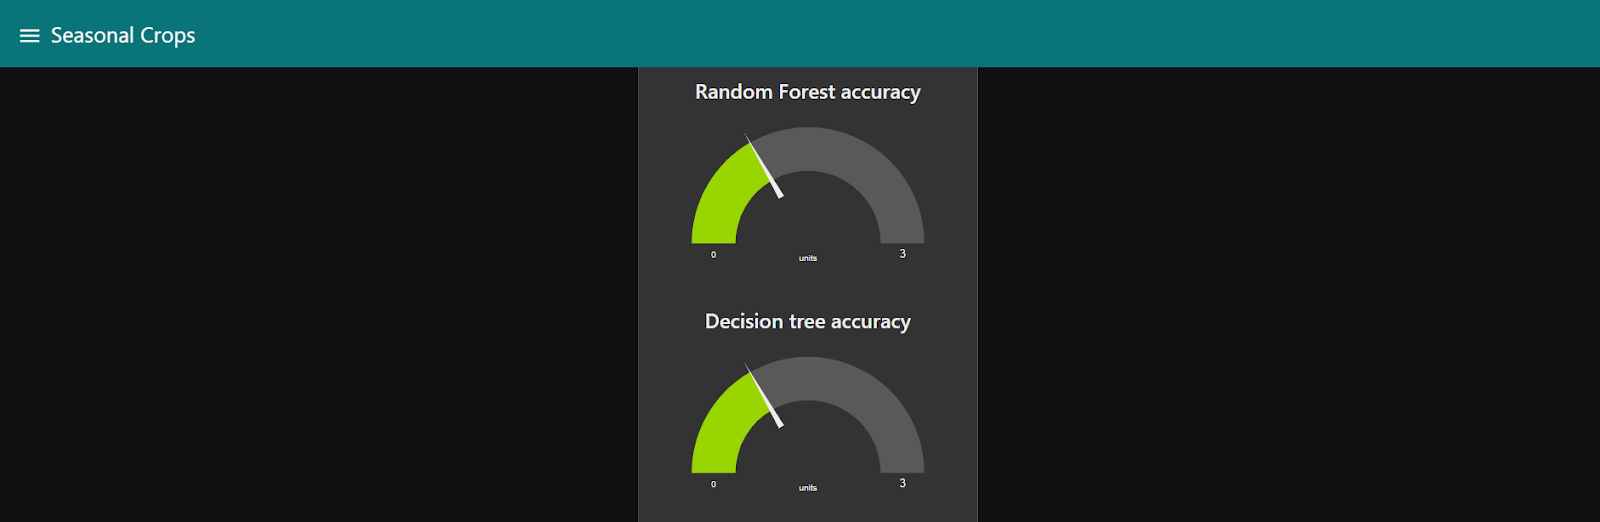 Seasonal Crops
Random Forest accuracy
0
units
3
Decision tree accuracy
0
units
3